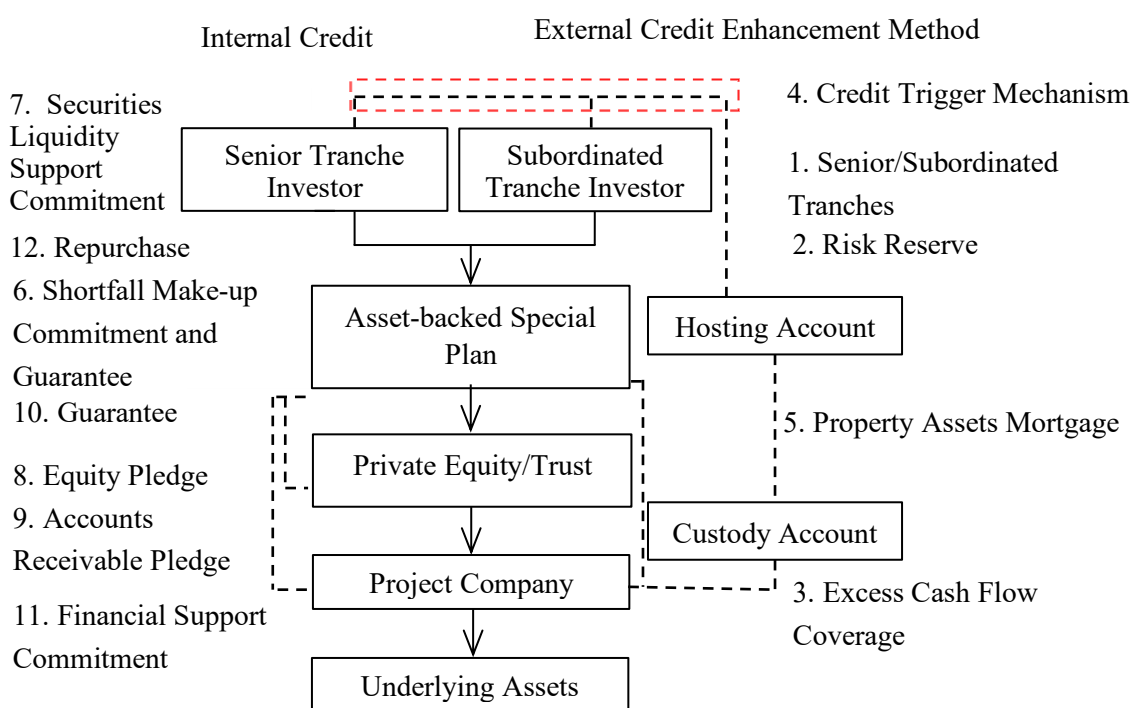 Internal Credit
External Credit Enhancement Method
7. Securities
Liquidity
Support
Commitment
12. Repurchase
6. Shortfall Make-up
Commitment and
Guarantee
10. Guarantee
8. Equity Pledge
9. Accounts
Receivable Pledge
11. Financial Support
Commitment
Senior Tranche
Investor
Subordinated
Tranche Investor
Asset-backed Special
Plan
Private Equity/Trust
Project Company
Underlying Assets
Hosting Account
Custody Account
4. Credit Trigger Mechanism
1. Senior/Subordinated
Tranches
2. Risk Reserve
5. Property Assets Mortgage
3. Excess Cash Flow
Coverage